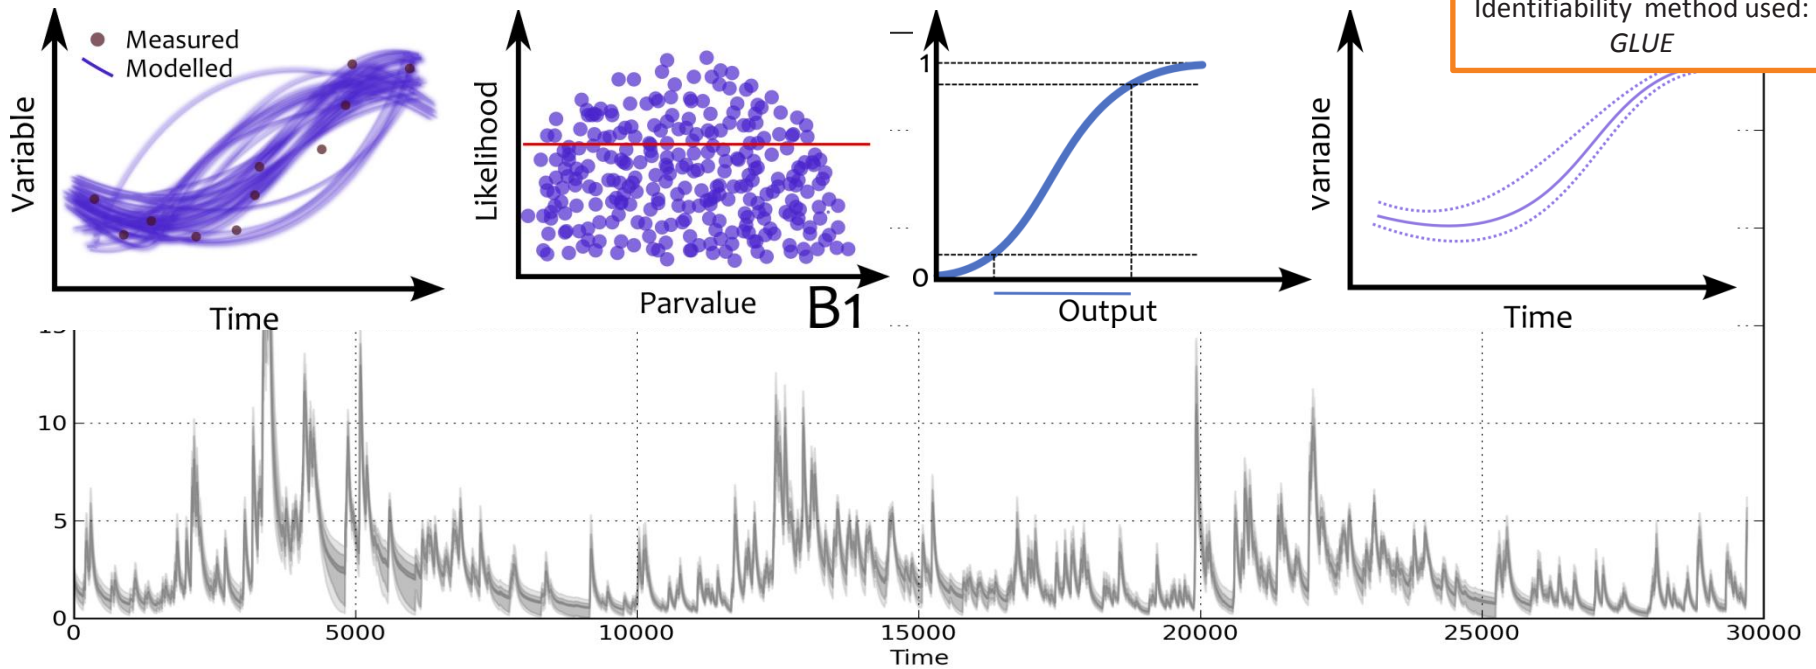 Identifiability method used:
GLUE
Measured
Modelled
Variable
Time
Likelihood
Parvalue
B1
1
0
Output
Variable
Time
10
5
0
0
5000
10000
15000
20000
25000
30000
Time